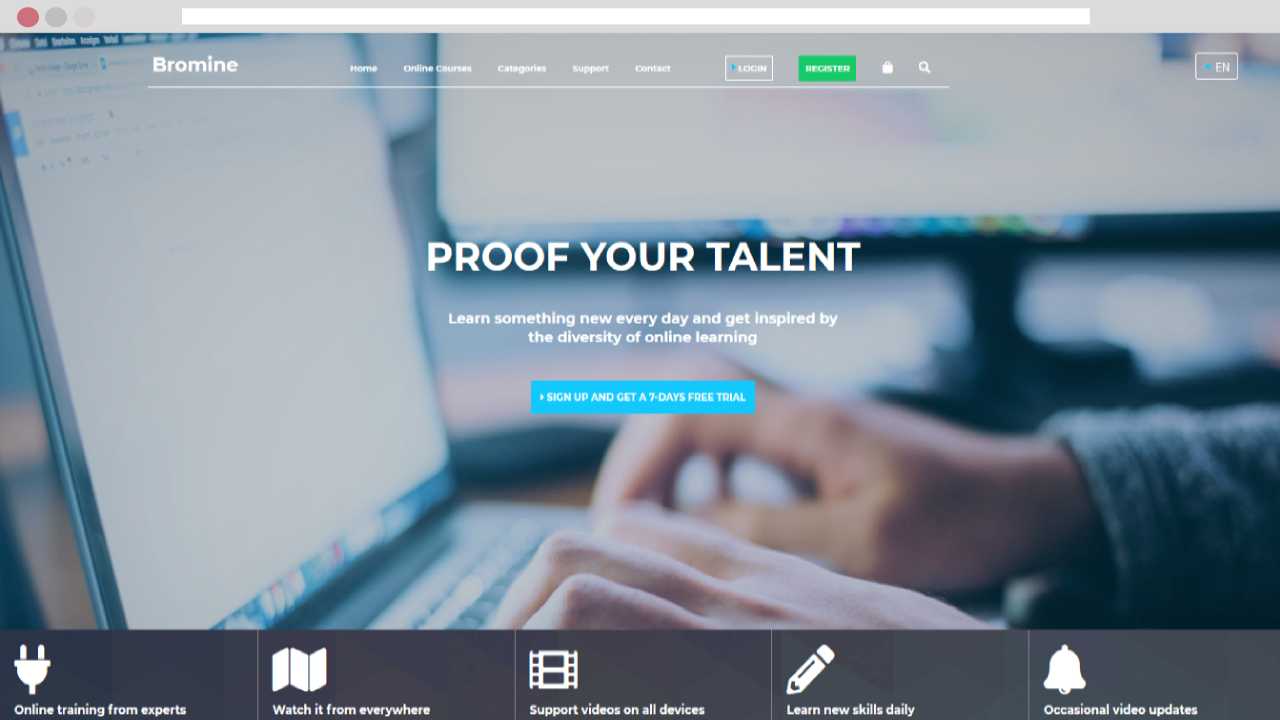 Bromine
Home
Online Courses
Categories
Support
Contact
LOGIN
REGISTER
EN
PROOF YOUR TALENT
Learn something new every day and get inspired by
the diversity of online learning
SIGN UP AND GET A 7-DAYS FREE TRIAL
Online training from experts
Watch it from everywhere
Support videos on all devices
Learn new skills daily
Occasional video updates